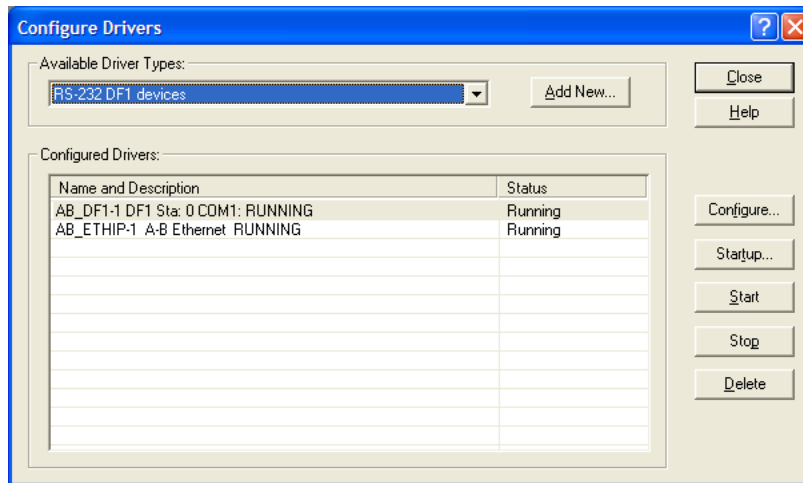 Configure Drivers
Available Driver Types:
RS-232 DF1 devices
Add New...
Close
Help
Configured Drivers:
Name and Description Status
AB_DF1-1 DF1 Sta: 0 COM1: RUNNING Running
AB_ETHIP-1 A-B Ethernet RUNNING Running
Configure...
Startup...
Start
Stop
Delete